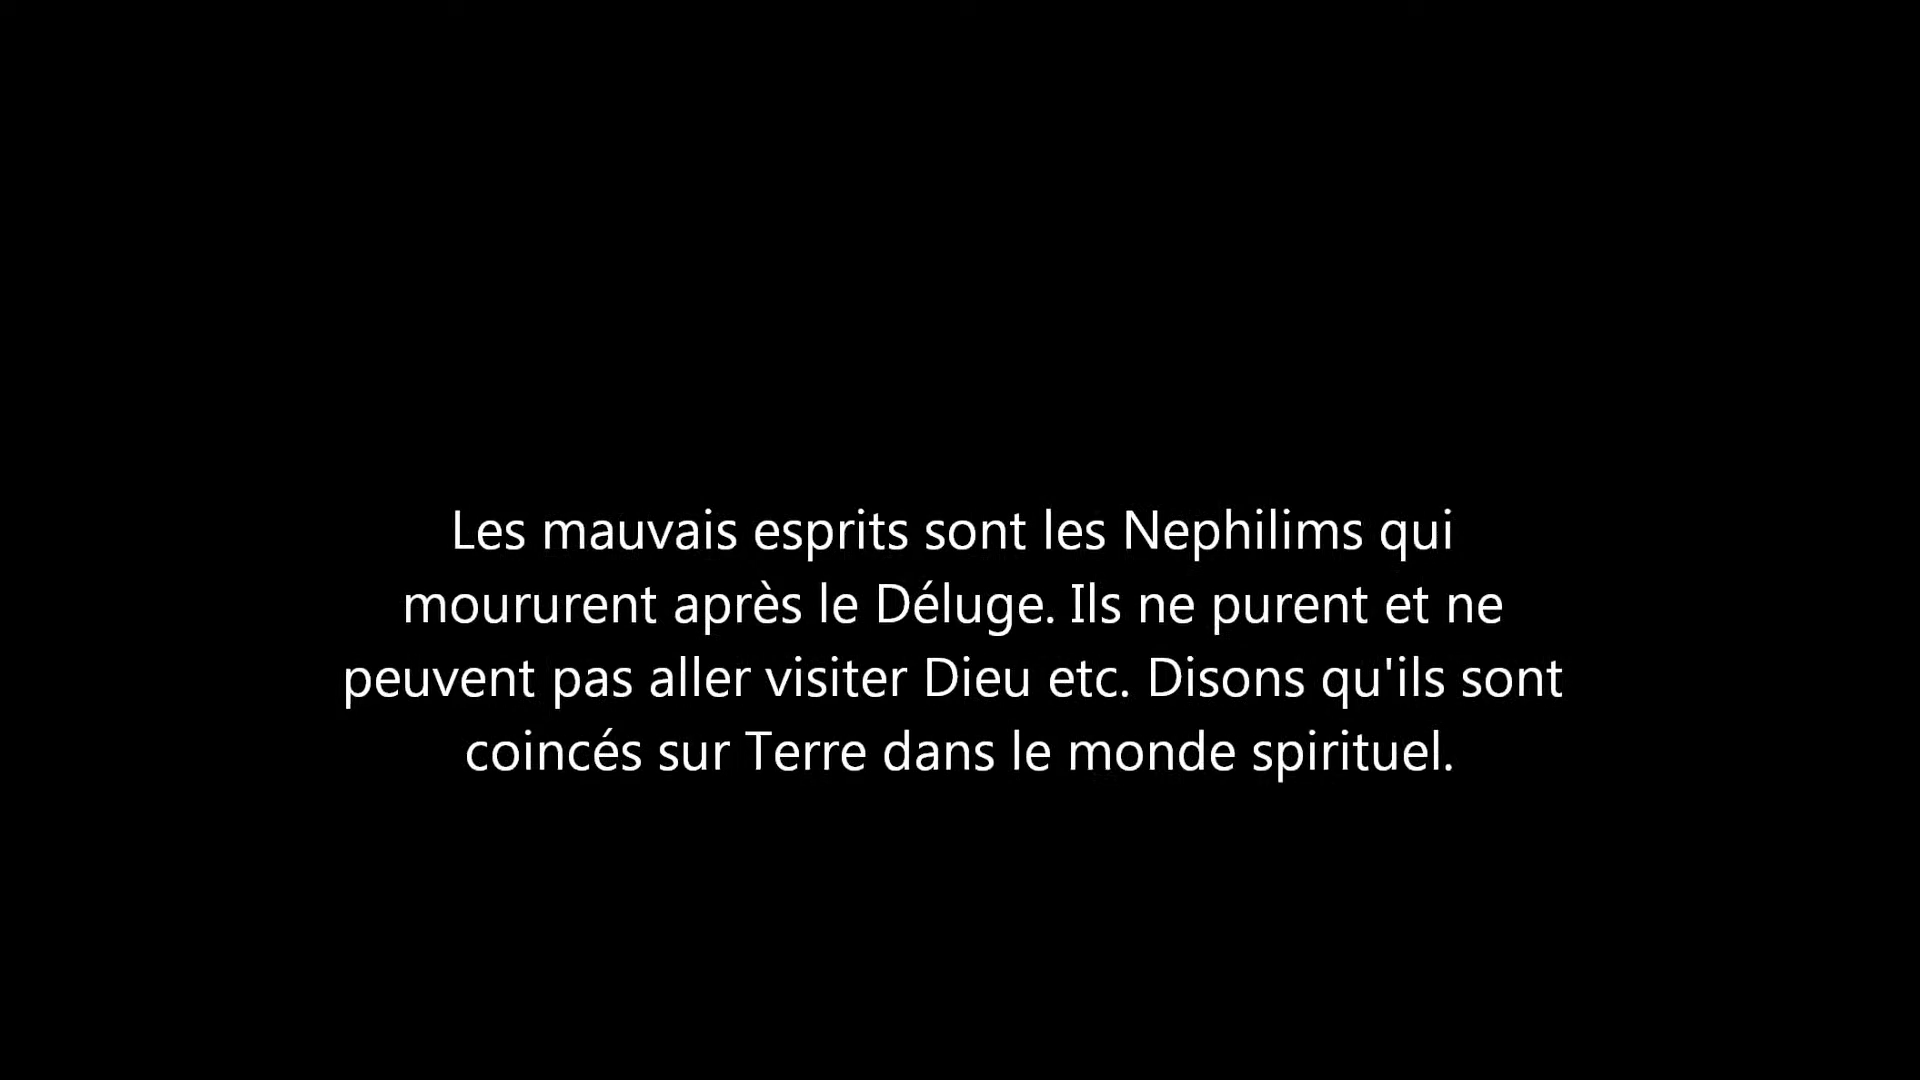 Les mauvais esprits sont les Nephilims qui
moururent après le Déluge. Ils ne purent et ne
peuvent pas aller visiter Dieu etc. Disons qu'ils sont
coincés sur Terre dans le monde spirituel.